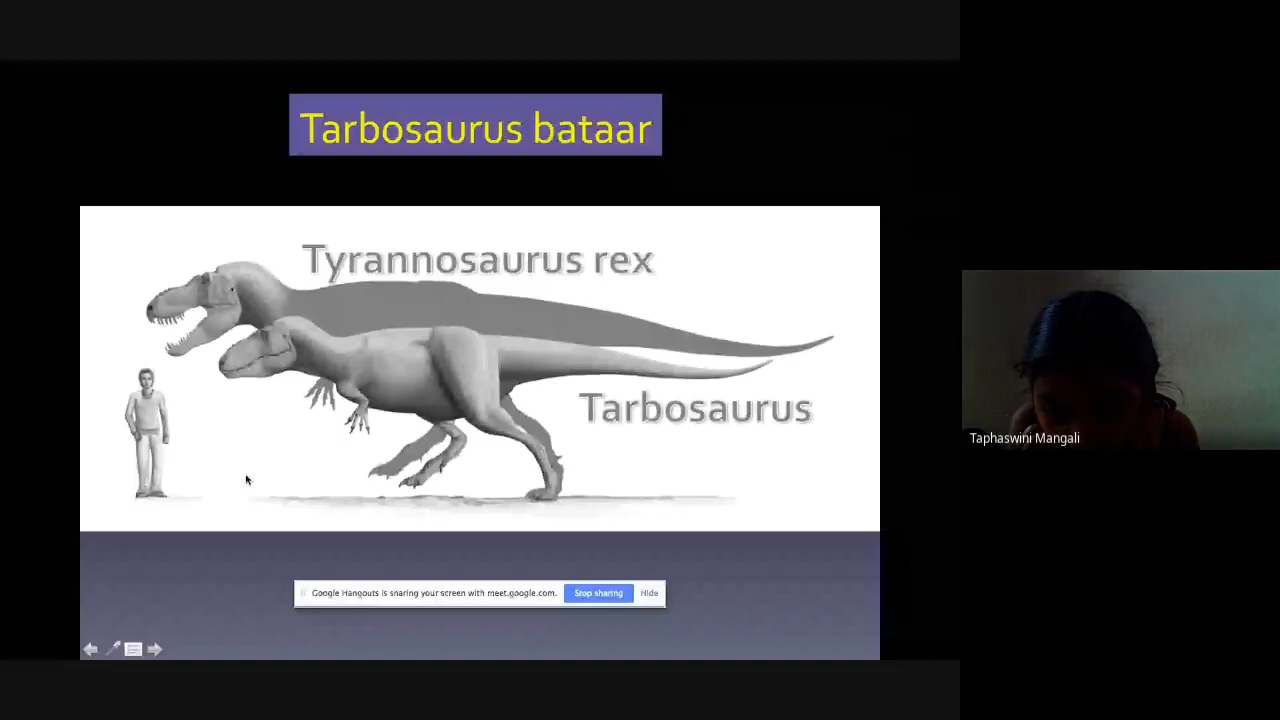 Tarbosaurus bataar
Tyrannosaurus rex
Tarbosaurus
Taphaswini Mangali
Google Hangouts is sharing your screen with meet.google.com.
Stop sharing
Hide